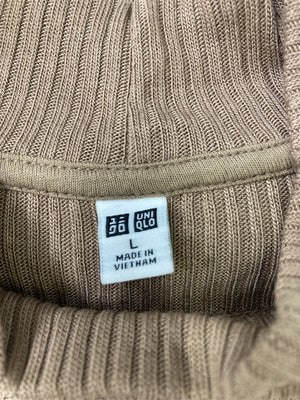 ユニ UNI
クロ QLO
L
MADE IN
VIETNAM